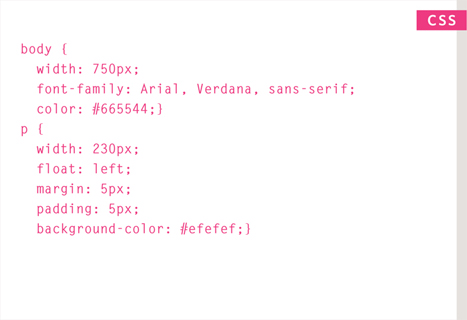 CSS
body {
  width: 750px;
  font-family: Arial, Verdana, sans-serif;
  color: #665544;}
p {
  width: 230px;
  float: left;
  margin: 5px;
  padding: 5px;
  background-color: #efefef;}